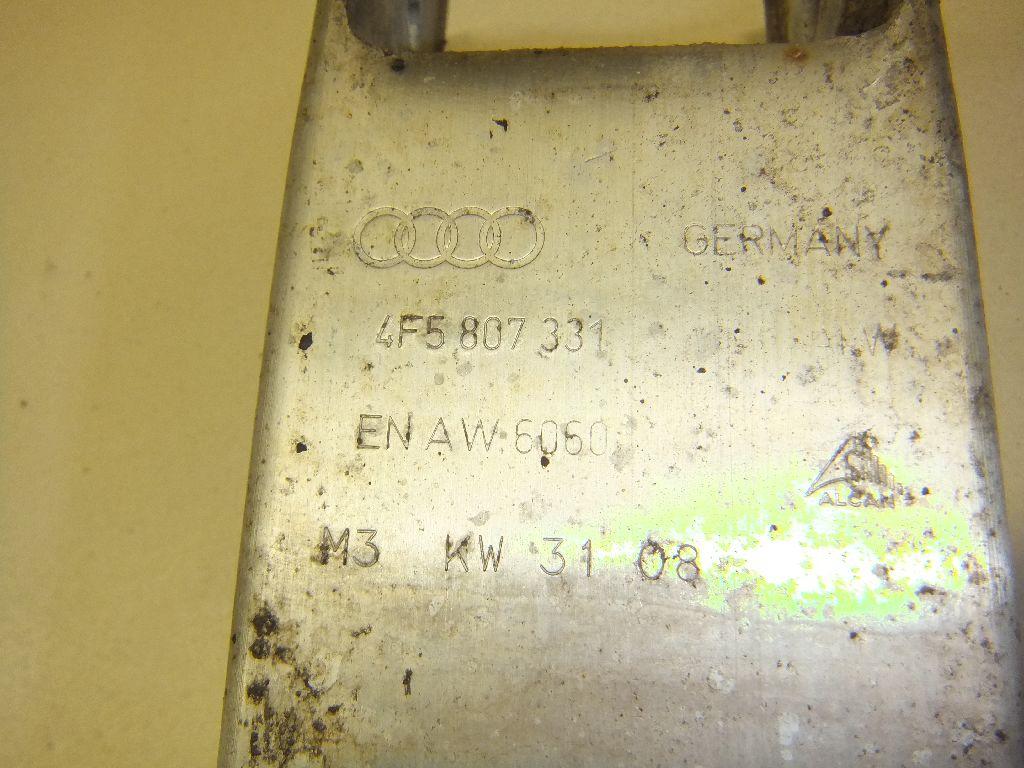 GERMANY
4F5 807 331
EN AW-6060
ALCAN
M3 KW 31 08